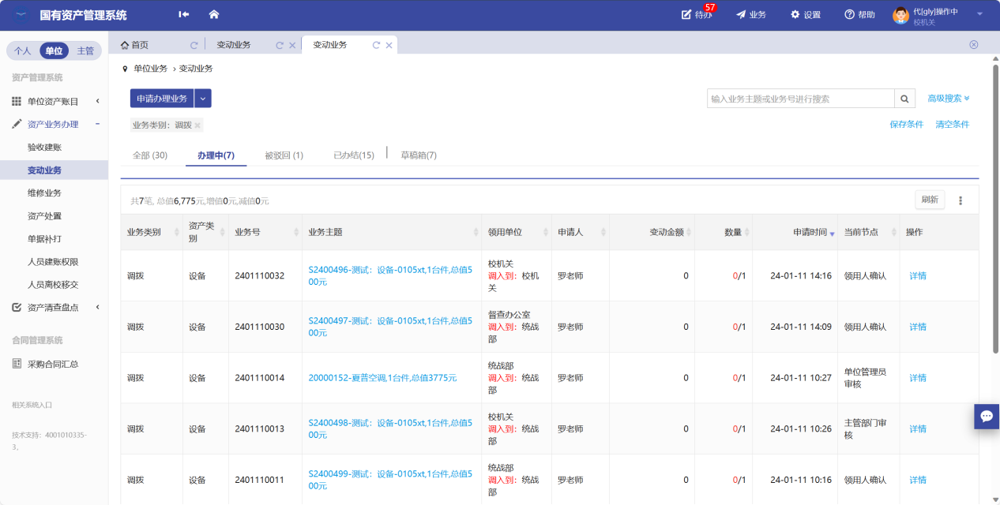 国有资产管理系统
待办
57
业务
设置
帮助
代[gly]操作中
校机关
个人
单位
主管
首页
变动业务
变动业务
资产管理系统
单位资产账目
资产业务办理
验收建账
变动业务
维修业务
资产处置
单据补打
人员建账权限
人员离校移交
资产清查盘点
合同管理系统
采购合同汇总
相关系统入口
技术支持：4001010335-
3,
单位业务 › 变动业务
申请办理业务
输入业务主题或业务号进行搜索
高级搜索
业务类别：调拨
保存条件
清空条件
全部 (30)
办理中(7)
被驳回 (1)
已办结(15)
草稿箱(7)
共7笔, 总值6,775元,增值0元,减值0元
刷新
业务类别
资产类
别
业务号
业务主题
领用单位
申请人
变动金额
数量
申请时间
当前节点
操作
调拨
设备
2401110032
S2400496-测试：设备-0105xt,1台件,总值5
00元
校机关
调入到：校机
关
罗老师
0
0/1
24-01-11 14:16
领用人确认
详情
调拨
设备
2401110030
S2400497-测试：设备-0105xt,1台件,总值5
00元
督查办公室
调入到：统战
部
罗老师
0
0/1
24-01-11 14:09
领用人确认
详情
调拨
设备
2401110014
20000152-夏普空调,1台件,总值3775元
统战部
调入到：统战
部
罗老师
0
0/1
24-01-11 10:27
单位管理员
审核
详情
调拨
设备
2401110013
S2400498-测试：设备-0105xt,1台件,总值5
00元
校机关
调入到：统战
部
罗老师
0
0/1
24-01-11 10:26
主管部门审
核
详情
调拨
设备
2401110011
S2400499-测试：设备-0105xt,1台件,总值5
00元
统战部
调入到：统战
部
罗老师
0
0/1
24-01-11 10:16
领用人确认
详情